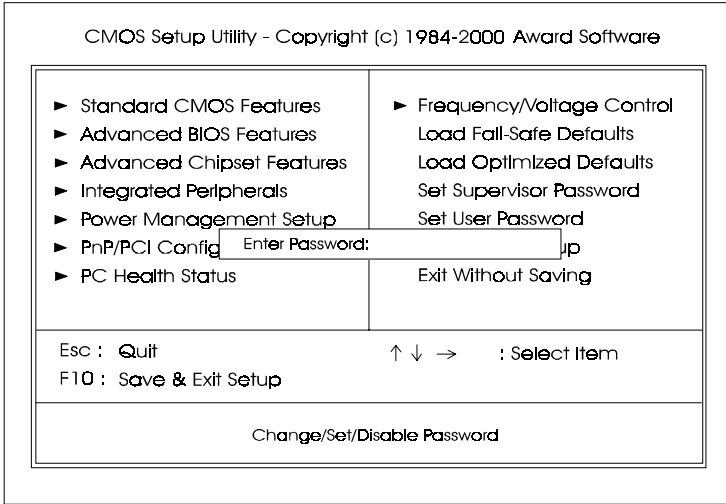 CMOS Setup Utility - Copyright (c) 1984-2000 Award Software
► Standard CMOS Features
► Advanced BIOS Features
► Advanced Chipset Features
► Integrated Peripherals
► Power Management Setup
► PnP/PCI Config
► PC Health Status
► Frequency/Voltage Control
Load Fail-Safe Defaults
Load Optimized Defaults
Set Supervisor Password
Set User Password
up
Exit Without Saving
Enter Password:
Esc : Quit
↑ ↓ → : Select Item
F10 : Save & Exit Setup
Change/Set/Disable Password